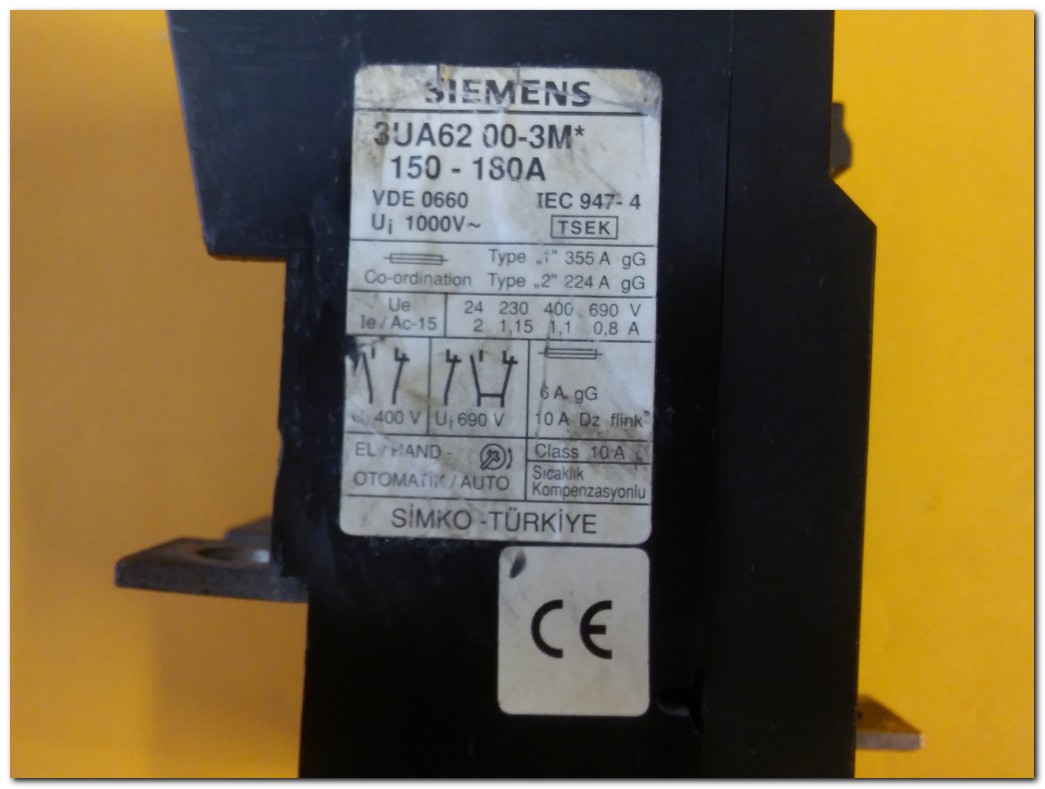 SIEMENS
3UA62 00-3M*
150 - 180A
VDE 0660 IEC 947-4
Ui 1000V~ TSEK
Type „1" 355 A gG
Co-ordination Type „2" 224 A gG
Ue 24 230 400 690 V
Ie / Ac-15 2 1,15 1,1 0,8 A
6 A gG
Ui 400 V Ui 690 V 10 A Dz flink
EL / HAND - Class 10 A
OTOMATİK / AUTO Sıcaklık
Kompenzasyonlu
SİMKO -TÜRKİYE
CE